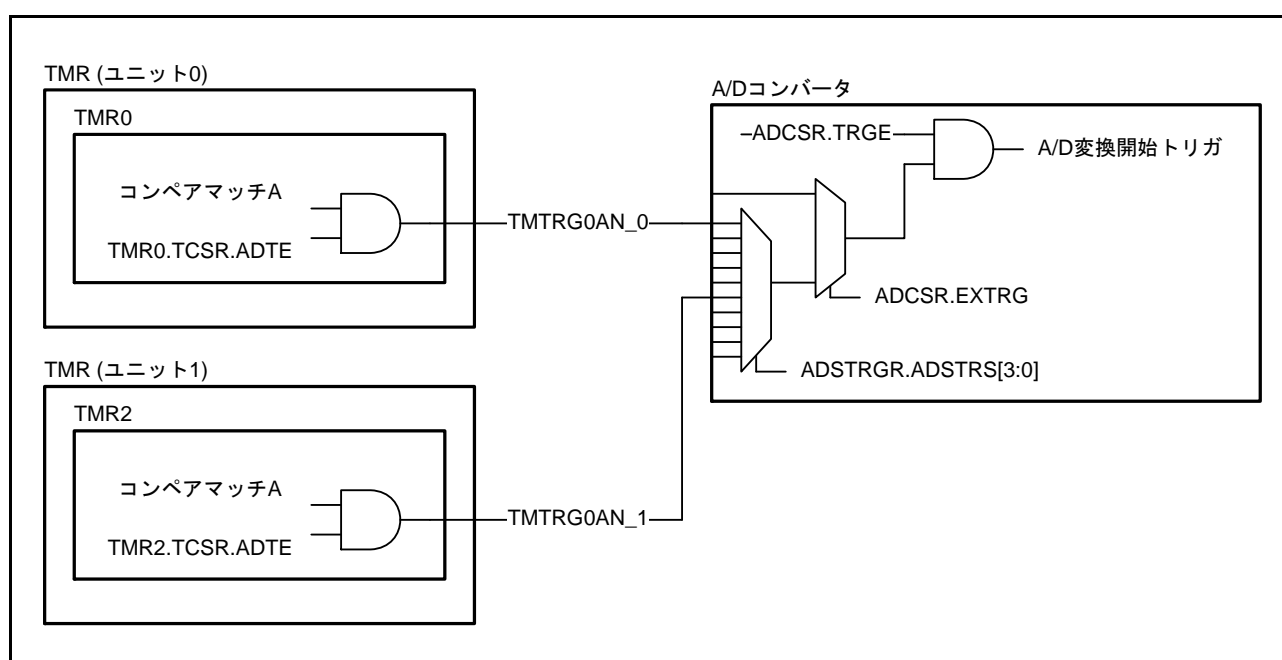 TMR (ユニット0)
TMR0
コンペアマッチA
TMR0.TCSR.ADTE
TMTRG0AN_0
A/Dコンバータ
–ADCSR.TRGE
A/D変換開始トリガ
ADCSR.EXTRG
ADSTRGR.ADSTRS[3:0]
TMR (ユニット1)
TMR2
コンペアマッチA
TMR2.TCSR.ADTE
TMTRG0AN_1